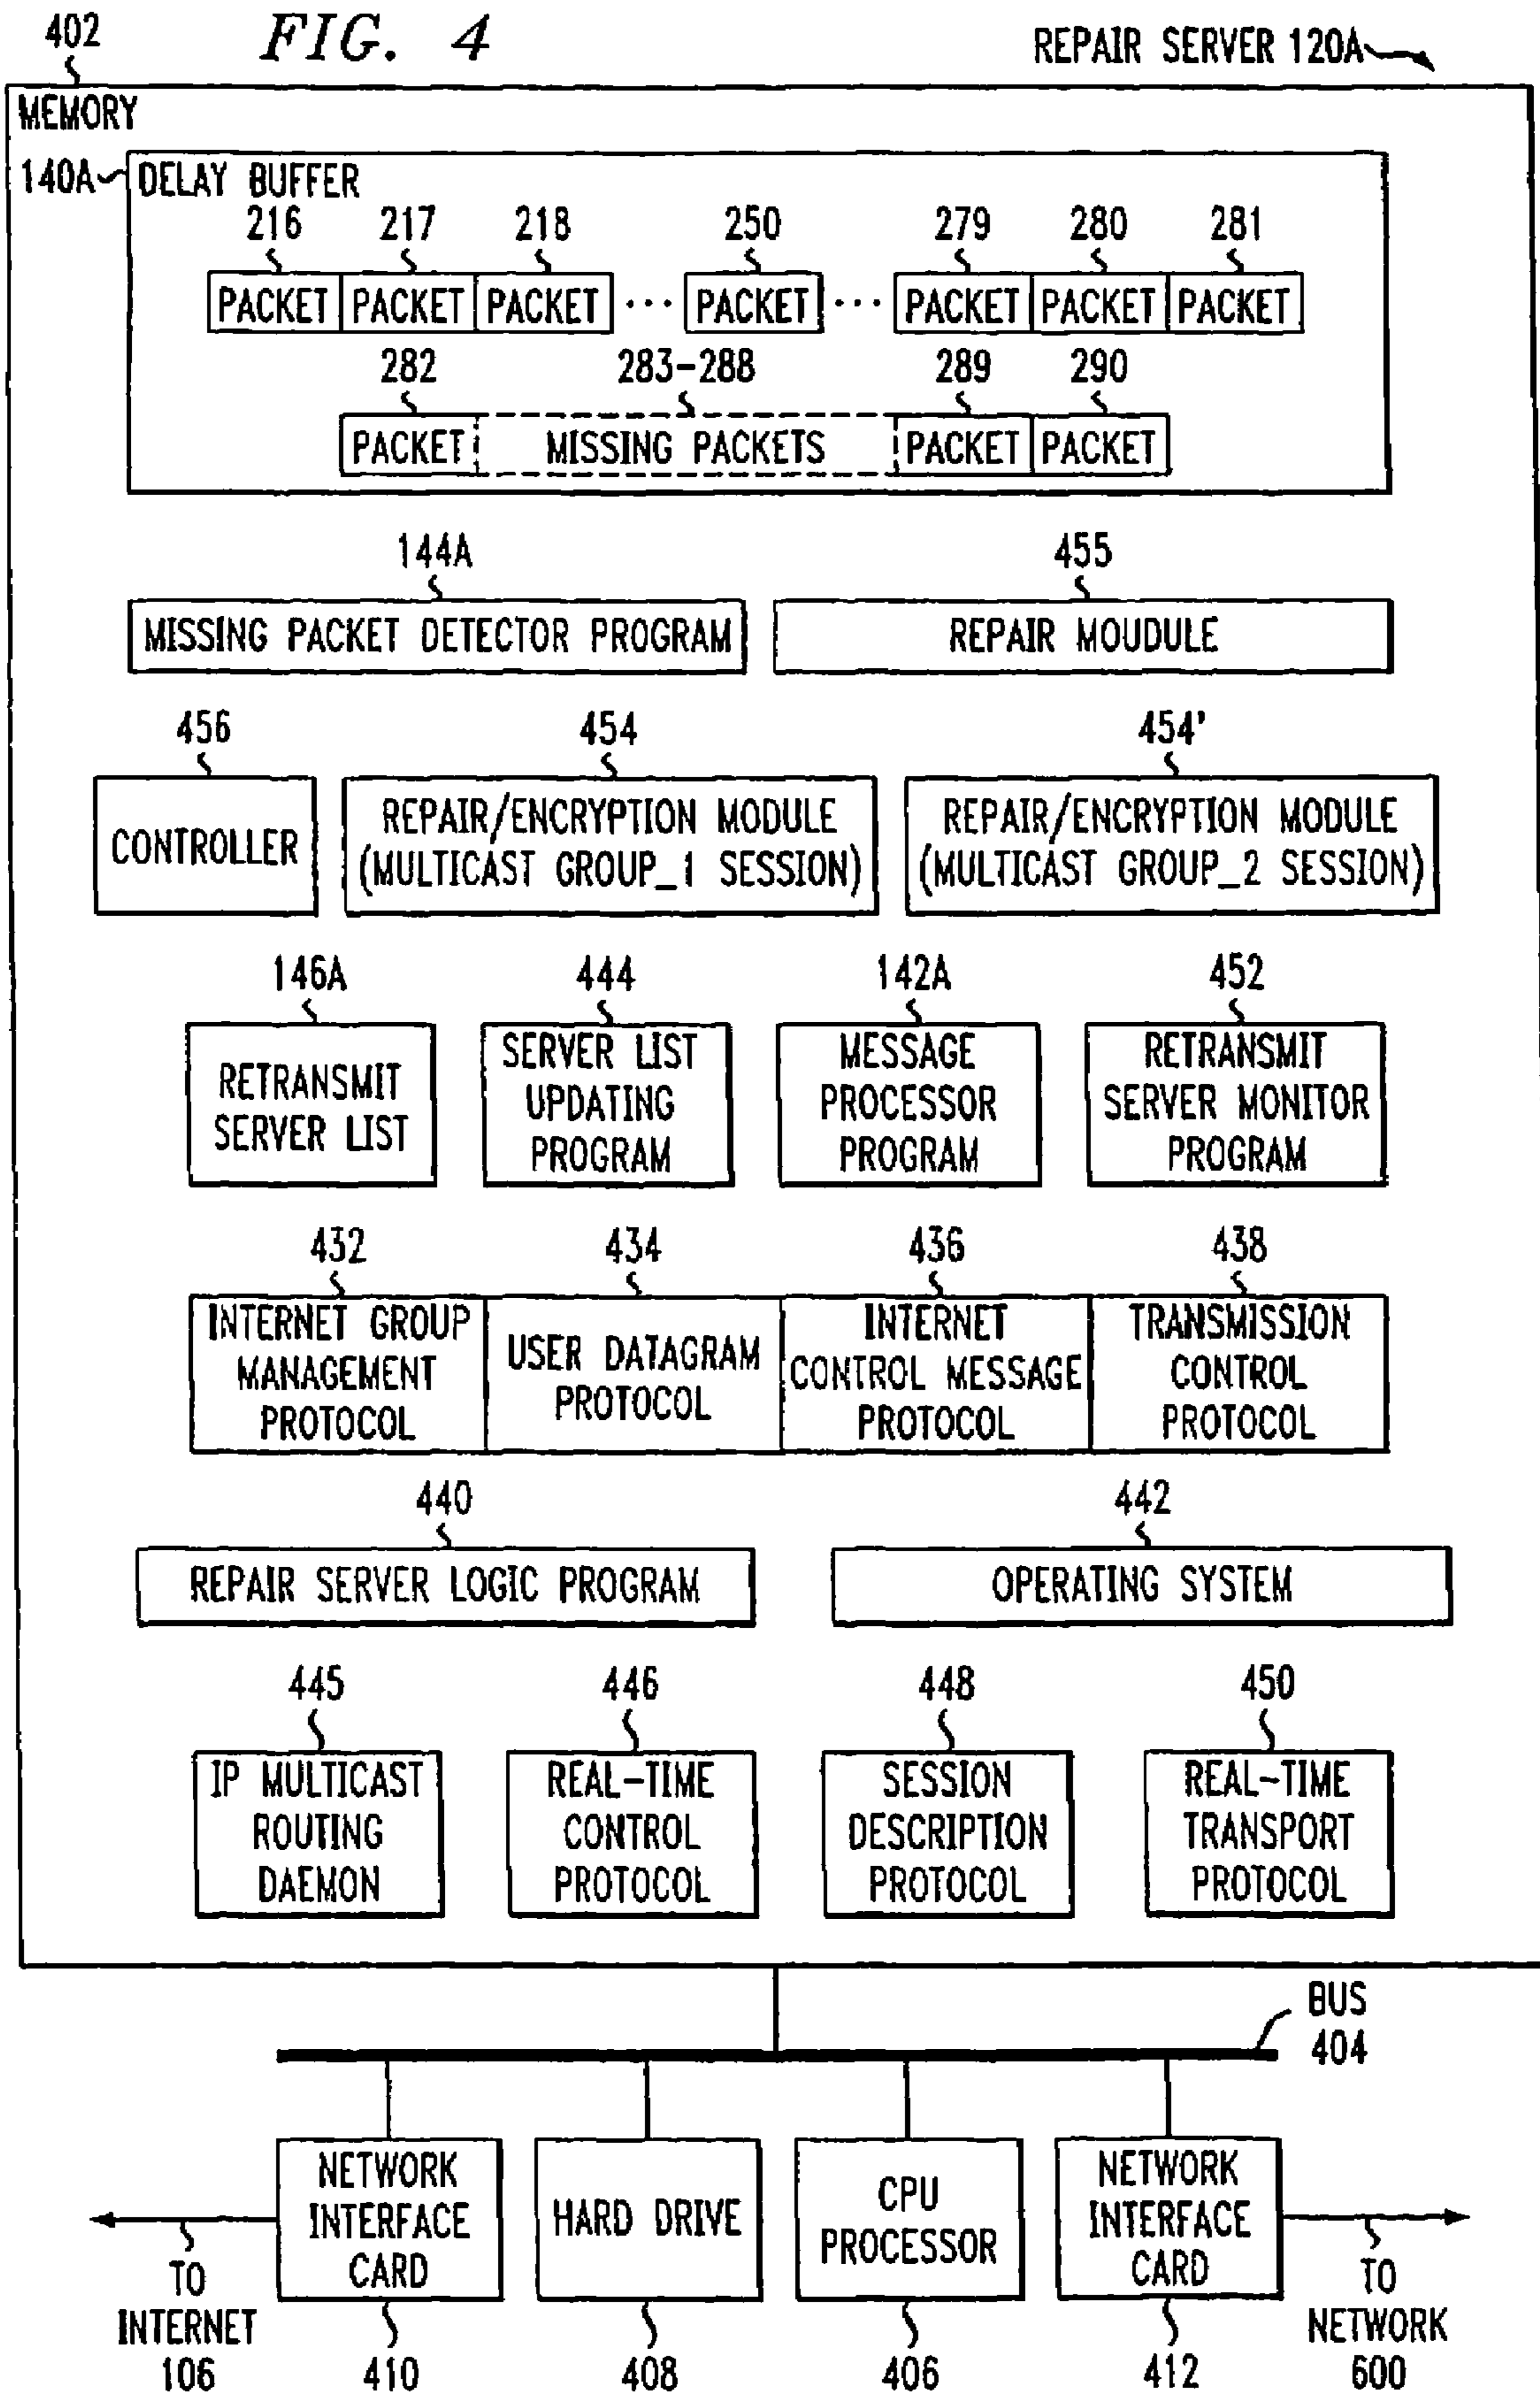 402
FIG. 4
REPAIR SERVER 120A
MEMORY
140A
DELAY BUFFER
216 217 218 250 279 280 281
PACKET PACKET PACKET ... PACKET ... PACKET PACKET PACKET
282 283-288 289 290
PACKET MISSING PACKETS PACKET PACKET
144A 455
MISSING PACKET DETECTOR PROGRAM REPAIR MOUDULE
456 454 454'
CONTROLLER
REPAIR/ENCRYPTION MODULE
(MULTICAST GROUP_1 SESSION)
REPAIR/ENCRYPTION MODULE
(MULTICAST GROUP_2 SESSION)
146A 444 142A 452
RETRANSMIT
SERVER LIST
SERVER LIST
UPDATING
PROGRAM
MESSAGE
PROCESSOR
PROGRAM
RETRANSMIT
SERVER MONITOR
PROGRAM
432 434 436 438
INTERNET GROUP
MANAGEMENT
PROTOCOL
USER DATAGRAM
PROTOCOL
INTERNET
CONTROL MESSAGE
PROTOCOL
TRANSMISSION
CONTROL
PROTOCOL
440 442
REPAIR SERVER LOGIC PROGRAM OPERATING SYSTEM
445 446 448 450
IP MULTICAST
ROUTING
DAEMON
REAL-TIME
CONTROL
PROTOCOL
SESSION
DESCRIPTION
PROTOCOL
REAL-TIME
TRANSPORT
PROTOCOL
BUS
404
NETWORK
INTERFACE
CARD
HARD DRIVE
CPU
PROCESSOR
NETWORK
INTERFACE
CARD
TO
INTERNET
106
410
408
406
412
TO
NETWORK
600